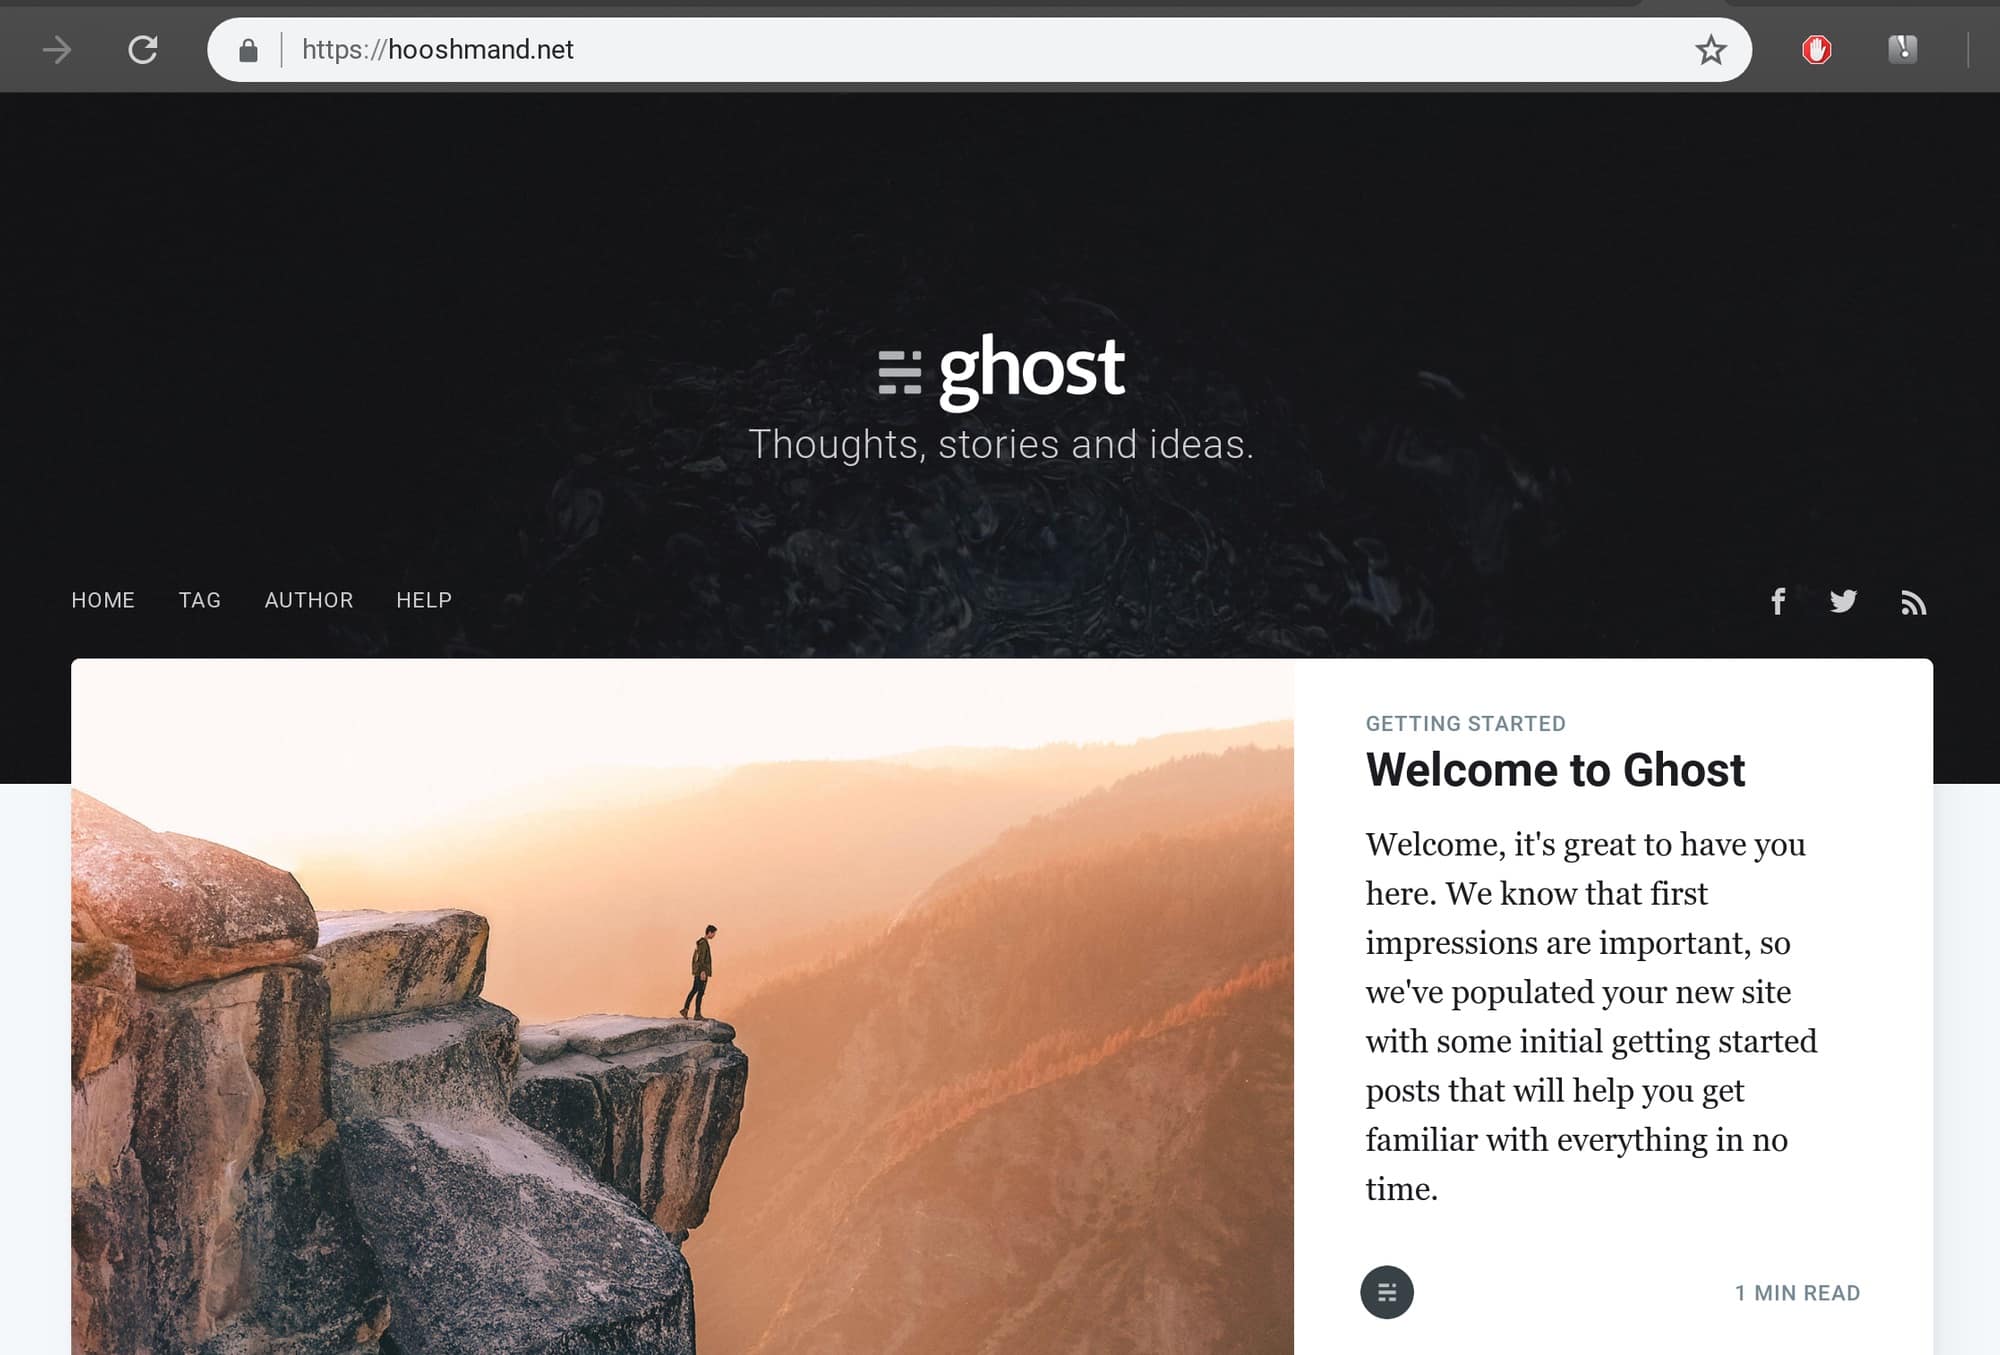 https://hooshmand.net
ghost
Thoughts, stories and ideas.
HOME TAG AUTHOR HELP
GETTING STARTED
Welcome to Ghost
Welcome, it's great to have you
here. We know that first
impressions are important, so
we've populated your new site
with some initial getting started
posts that will help you get
familiar with everything in no
time.
1 MIN READ